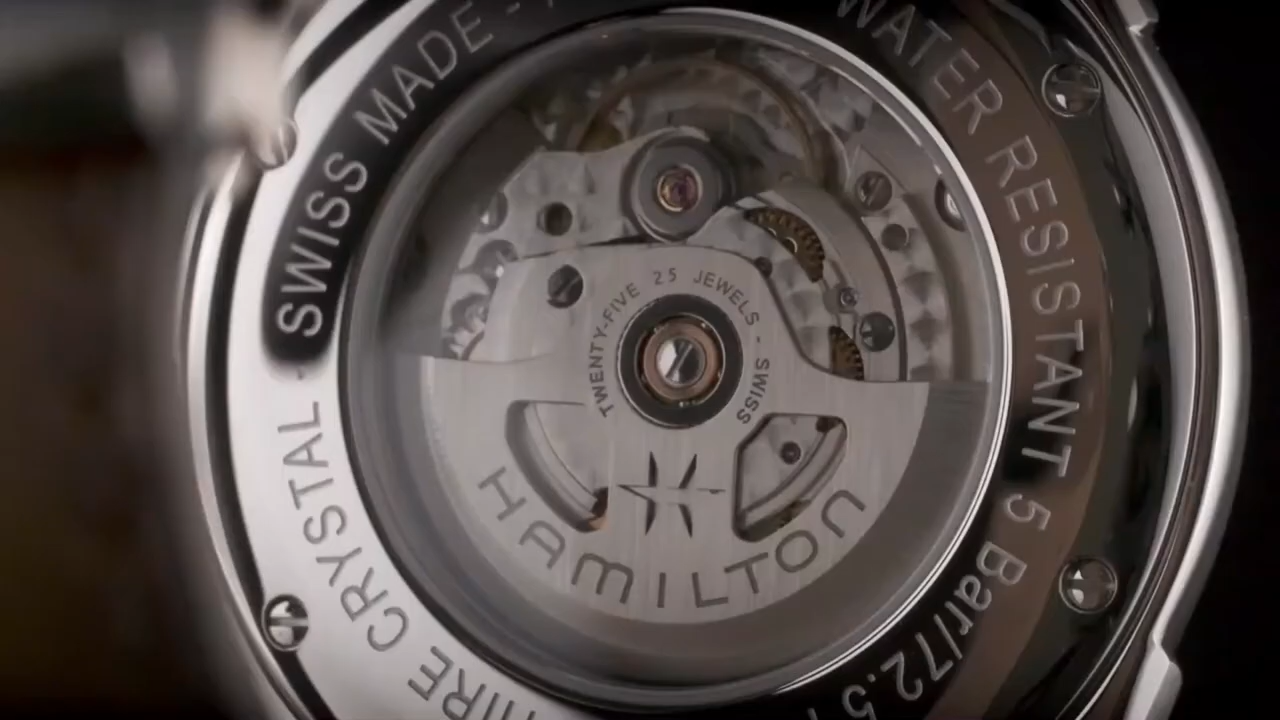 SWISS MADE -
WATER RESISTANT 5 Bar/72.5
CRYSTAL -
TWENTY-FIVE 25 JEWELS - SWISS
HAMILTON